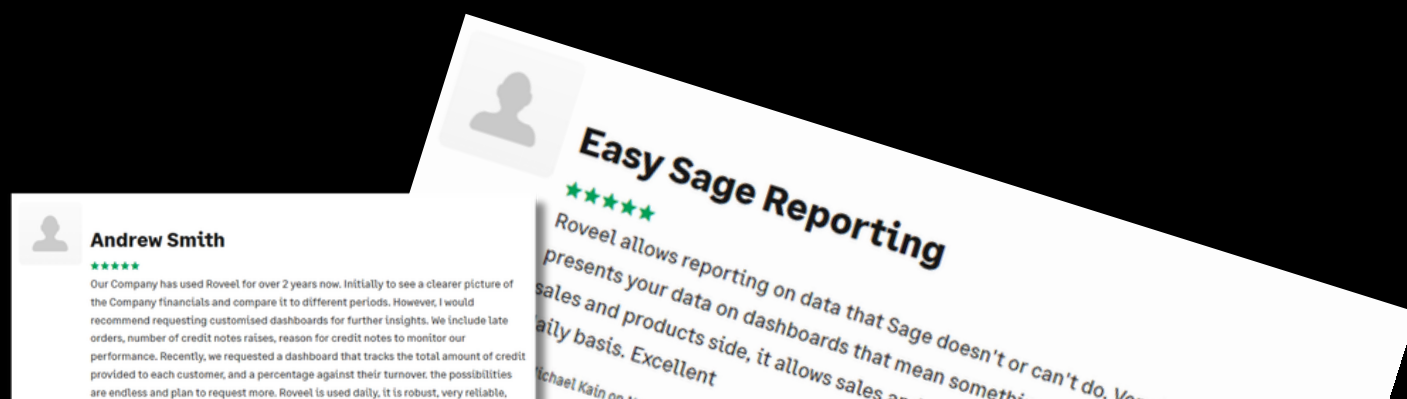 Easy Sage Reporting
Roveel allows reporting on data that Sage doesn't or can't do.
presents your data on dashboards that mean
sales and products side, it allows sales
daily basis. Excellent
Michael Kain on
Andrew Smith
Our Company has used Roveel for over 2 years now. Initially to see a clearer picture of
the Company financials and compare it to different periods. However, I would
recommend requesting customised dashboards for further insights. We include late
orders, number of credit notes raises, reason for credit notes to monitor our
performance. Recently, we requested a dashboard that tracks the total amount of credit
provided to each customer, and a percentage against their turnover. the possibilities
are endless and plan to request more. Roveel is used daily, it is robust, very reliable,